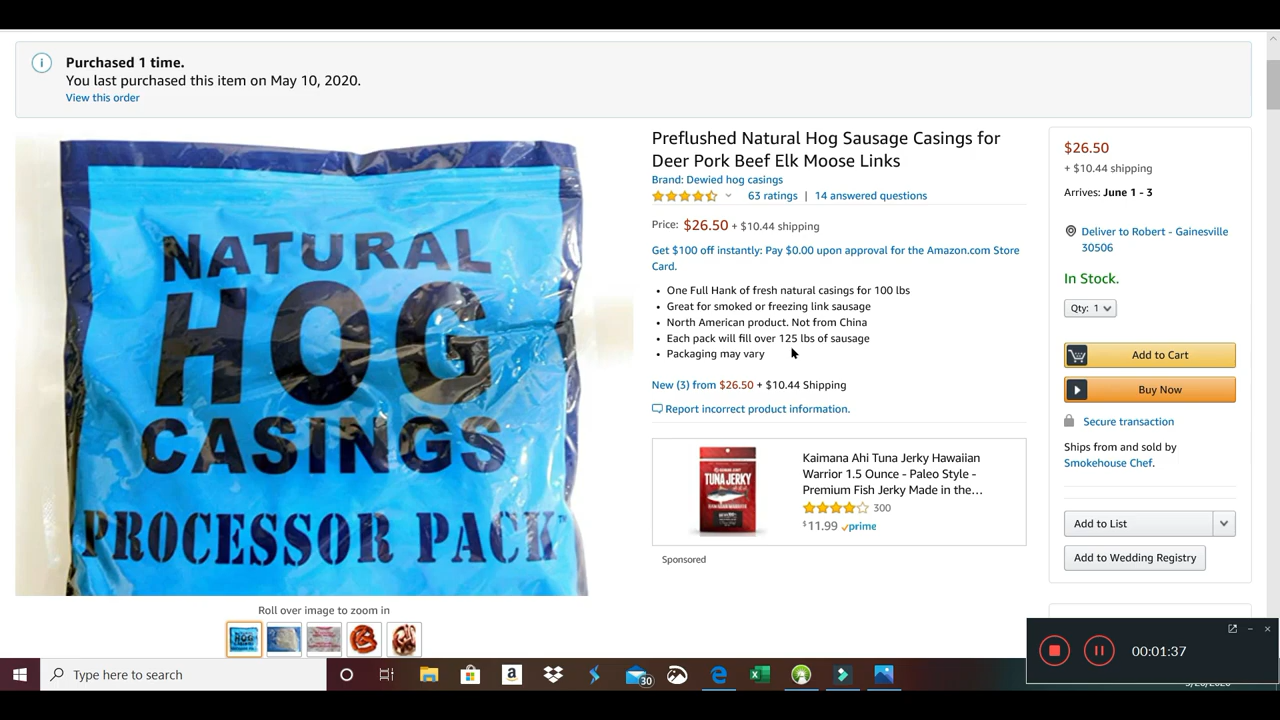 Purchased 1 time.
You last purchased this item on May 10, 2020.
View this order
NATURAL
HOG
CASINGS
PROCESSOR PACK
Roll over image to zoom in
Preflushed Natural Hog Sausage Casings for
Deer Pork Beef Elk Moose Links
Brand: Dewied hog casings
63 ratings | 14 answered questions
Price: $26.50 + $10.44 shipping
Get $100 off instantly: Pay $0.00 upon approval for the Amazon.com Store
Card.
• One Full Hank of fresh natural casings for 100 lbs
• Great for smoked or freezing link sausage
• North American product. Not from China
• Each pack will fill over 125 lbs of sausage
• Packaging may vary
New (3) from $26.50 + $10.44 Shipping
Report incorrect product information.
TUNA JERKY
Kaimana Ahi Tuna Jerky Hawaiian
Warrior 1.5 Ounce - Paleo Style -
Premium Fish Jerky Made in the…
300
$11.99 prime
Sponsored
$26.50
+ $10.44 shipping
Arrives: June 1 - 3
Deliver to Robert - Gainesville
30506
In Stock.
Qty: 1
Add to Cart
Buy Now
Secure transaction
Ships from and sold by
Smokehouse Chef.
Add to List
Add to Wedding Registry
00:01:37
Type here to search
30